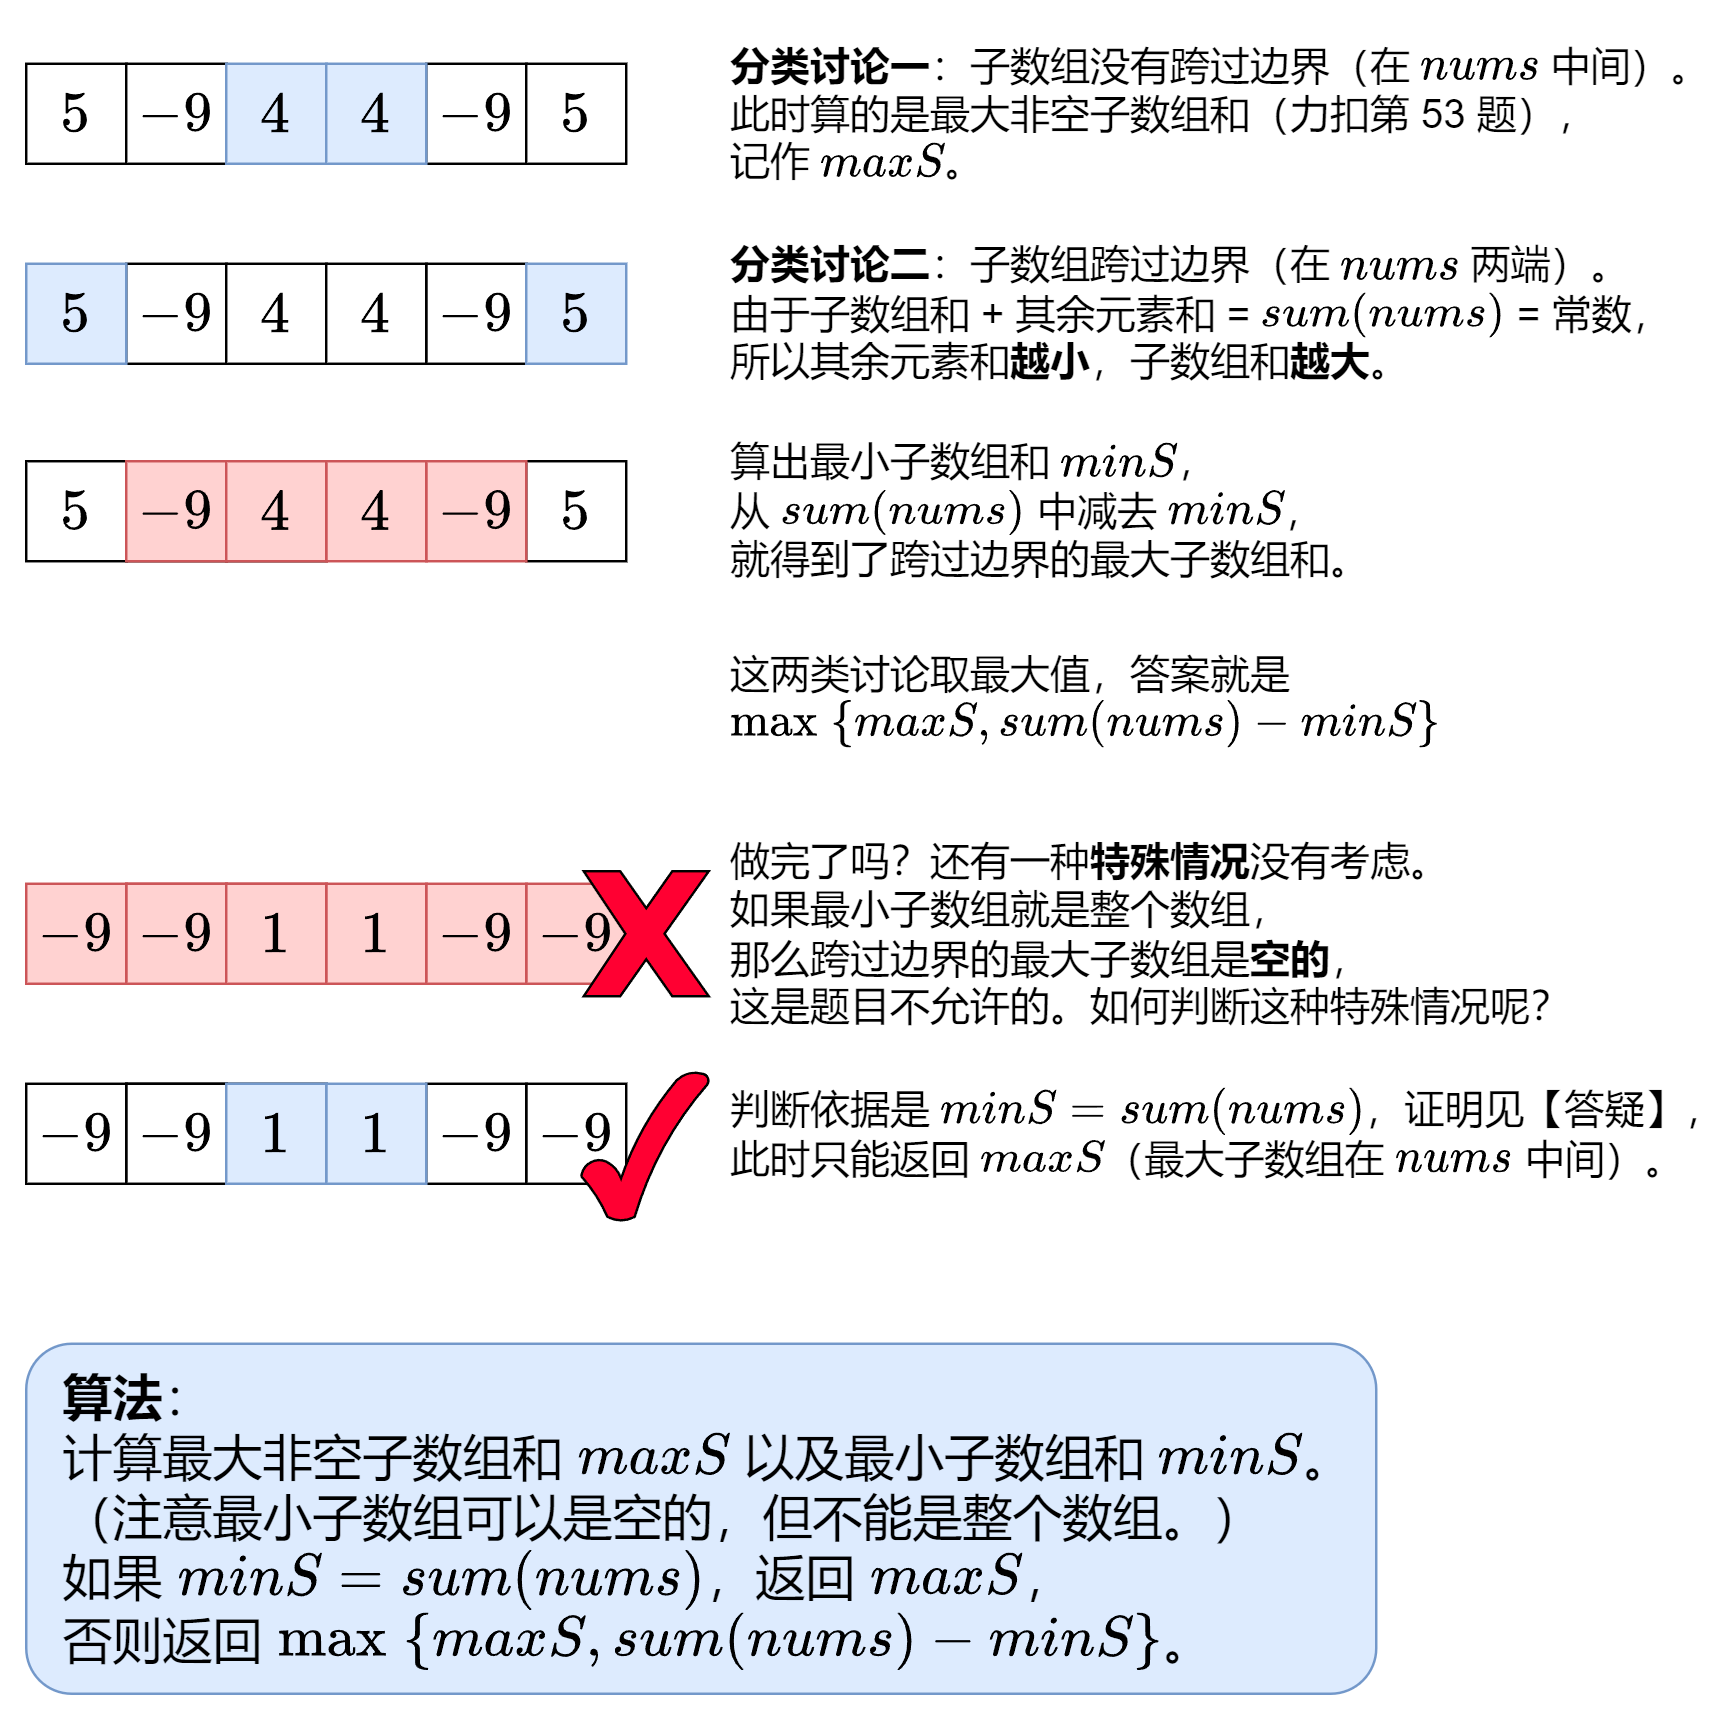 5 −9 4 4 −9 5
分类讨论一：子数组没有跨过边界（在 nums 中间）。
此时算的是最大非空子数组和（力扣第 53 题），
记作 maxS。
5 −9 4 4 −9 5
分类讨论二：子数组跨过边界（在 nums 两端）。
由于子数组和 + 其余元素和 = sum(nums) = 常数，
所以其余元素和越小，子数组和越大。
5 −9 4 4 −9 5
算出最小子数组和 minS，
从 sum(nums) 中减去 minS，
就得到了跨过边界的最大子数组和。
这两类讨论取最大值，答案就是
max {maxS, sum(nums) − minS}
−9 −9 1 1 −9 −9
做完了吗？还有一种特殊情况没有考虑。
如果最小子数组就是整个数组，
那么跨过边界的最大子数组是空的，
这是题目不允许的。如何判断这种特殊情况呢？
−9 −9 1 1 −9 −9
判断依据是 minS = sum(nums)，证明见【答疑】，
此时只能返回 maxS（最大子数组在 nums 中间）。
算法：
计算最大非空子数组和 maxS 以及最小子数组和 minS。
（注意最小子数组可以是空的，但不能是整个数组。）
如果 minS = sum(nums)，返回 maxS，
否则返回 max {maxS, sum(nums) − minS}。